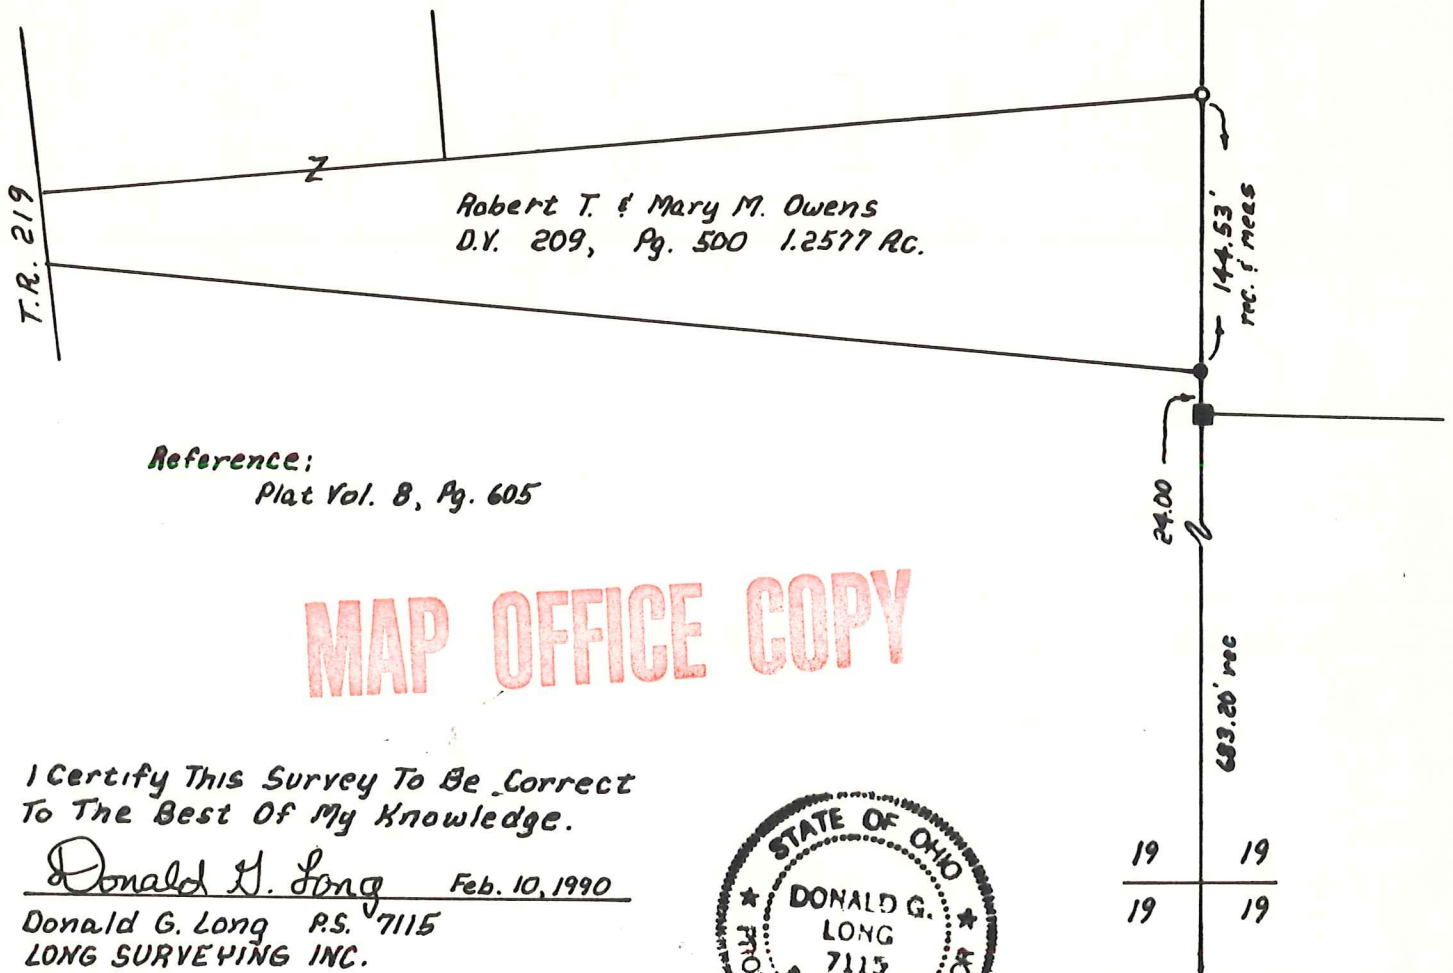 T.R. 219
Z
Robert T. & Mary M. Owens
D.V. 209, Pg. 500 1.2577 Ac.
144.53'
rec. & meas
24.00
Reference:
Plat Vol. 8, Pg. 605
MAP OFFICE COPY
683.20' rec
I Certify This Survey To Be Correct
To The Best Of My Knowledge.
Donald G. Long Feb. 10, 1990
Donald G. Long P.S. 7115
LONG SURVEYING INC.
STATE OF OHIO
DONALD G.
LONG
7115
19 19
19 19